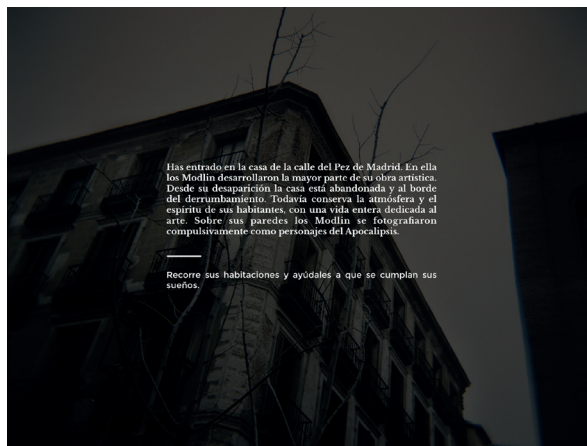 Has entrado en la casa de la calle del Pez de Madrid. En ella
los Modlin desarrollaron la mayor parte de su obra artística.
Desde su desaparición la casa está abandonada y al borde
del derrumbamiento. Todavía conserva la atmósfera y el
espíritu de sus habitantes, con una vida entera dedicada al
arte. Sobre sus paredes los Modlin se fotografiaron
compulsivamente como personajes del Apocalipsis.
Recorre sus habitaciones y ayúdales a que se cumplan sus
sueños.